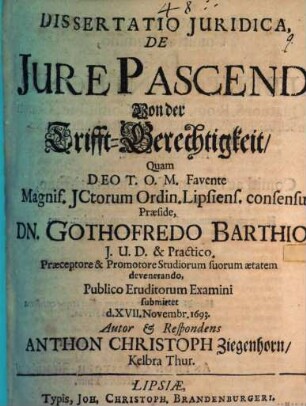 48
DISSERTATIO JURIDICA,
DE
JURE PASCEND
Von der
Trifft-Gerechtigkeit/
Quam
DEO T. O. M. Favente
Magnif. JCtorum Ordin. Lipsiens. consensu
Præside,
DN. GOTHOFREDO BARTHIO
J. U. D. & Practico,
Præceptore & Promotore Studiorum suorum ætatem
devenerando,
Publico Eruditorum Examini
submittet
d. XVII. Novembr. 1693.
Autor & Respondens
ANTHON CHRISTOPH Ziegenhorn/
Kelbra Thur.
LIPSIÆ,
Typis, JOH. CHRISTOPH. BRANDENBURGERI.